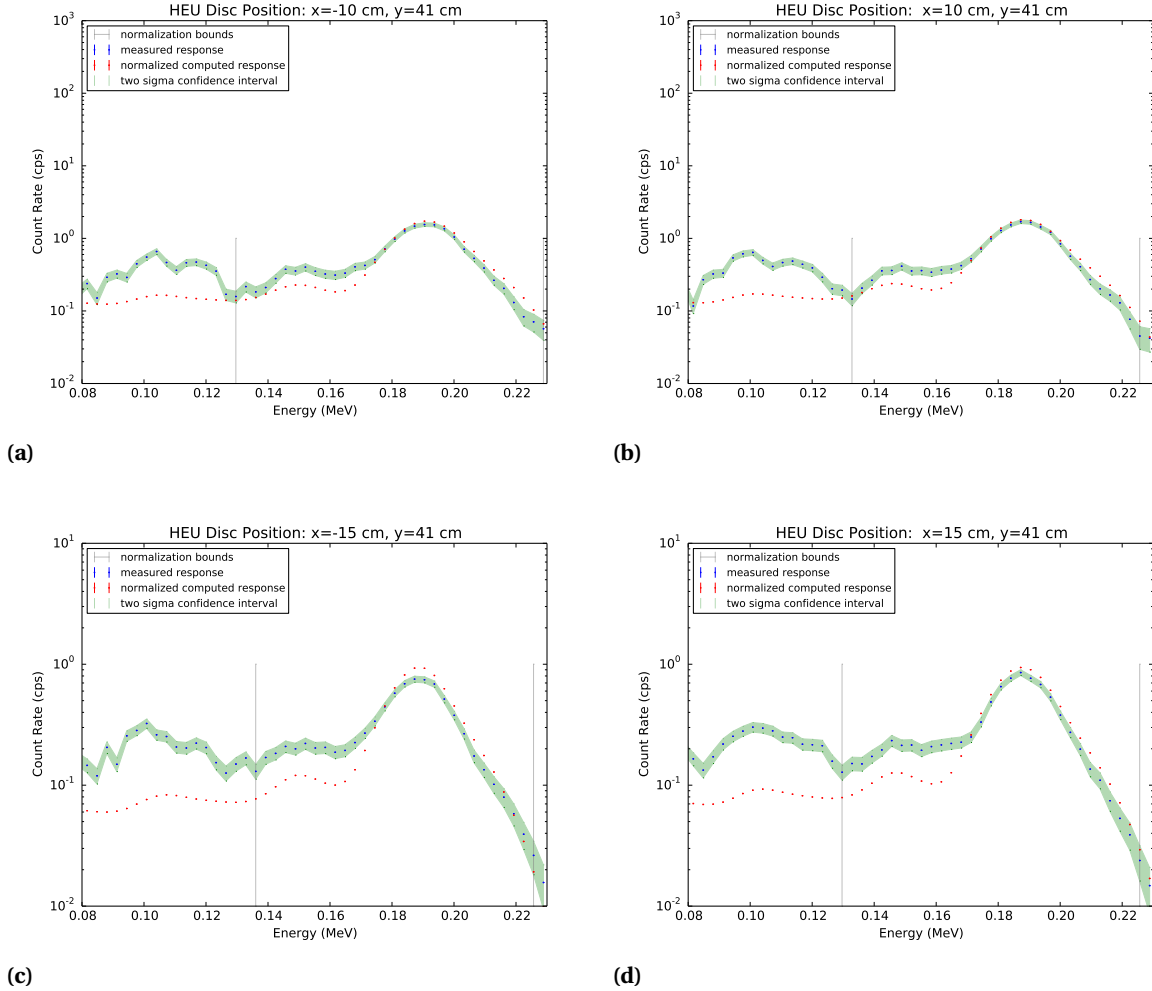 HEU Disc Position: x=-10 cm, y=41 cm
10^3
10^2
10^1
10^0
10^-1
10^-2
Count Rate (cps)
normalization bounds
measured response
normalized computed response
two sigma confidence interval
0.08 0.10 0.12 0.14 0.16 0.18 0.20 0.22
Energy (MeV)
(a)
HEU Disc Position: x=10 cm, y=41 cm
10^3
10^2
10^1
10^0
10^-1
10^-2
Count Rate (cps)
normalization bounds
measured response
normalized computed response
two sigma confidence interval
0.08 0.10 0.12 0.14 0.16 0.18 0.20 0.22
Energy (MeV)
(b)
HEU Disc Position: x=-15 cm, y=41 cm
10^1
10^0
10^-1
10^-2
Count Rate (cps)
normalization bounds
measured response
normalized computed response
two sigma confidence interval
0.08 0.10 0.12 0.14 0.16 0.18 0.20 0.22
Energy (MeV)
(c)
HEU Disc Position: x=15 cm, y=41 cm
10^1
10^0
10^-1
10^-2
Count Rate (cps)
normalization bounds
measured response
normalized computed response
two sigma confidence interval
0.08 0.10 0.12 0.14 0.16 0.18 0.20 0.22
Energy (MeV)
(d)